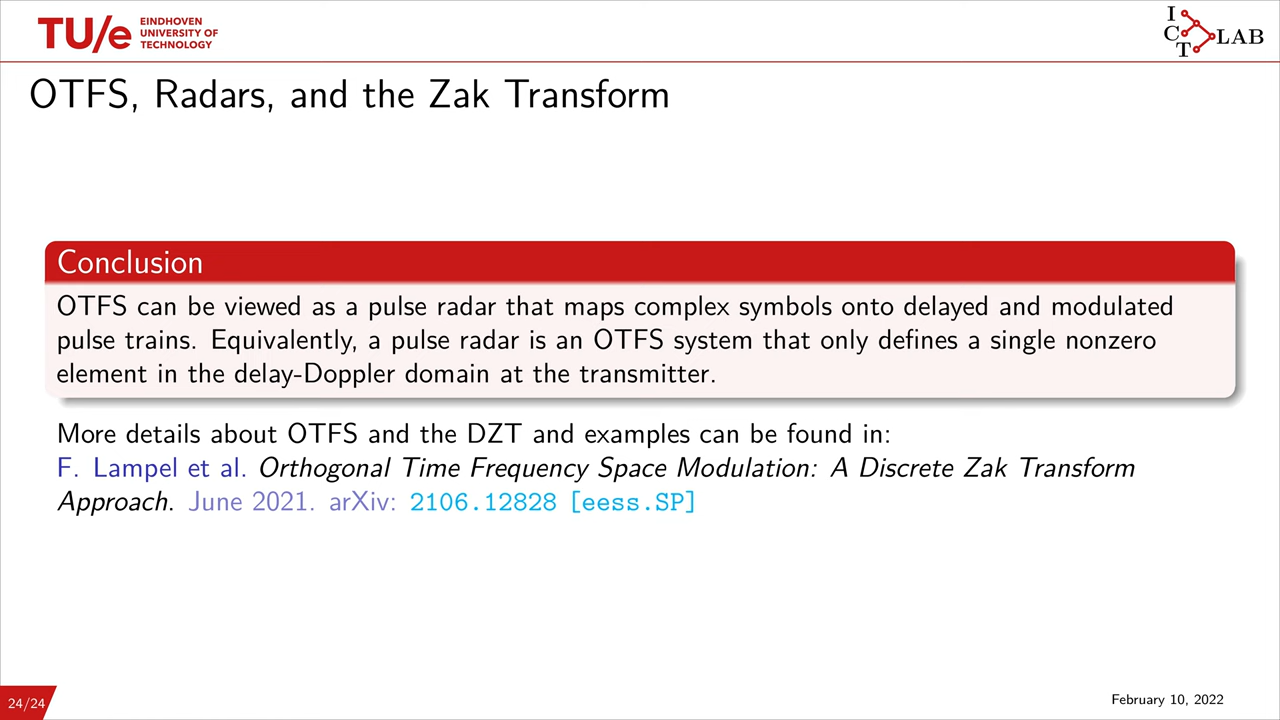 TU/e EINDHOVEN
UNIVERSITY OF
TECHNOLOGY
I
C
T LAB
OTFS, Radars, and the Zak Transform
Conclusion
OTFS can be viewed as a pulse radar that maps complex symbols onto delayed and modulated
pulse trains. Equivalently, a pulse radar is an OTFS system that only defines a single nonzero
element in the delay-Doppler domain at the transmitter.
More details about OTFS and the DZT and examples can be found in:
F. Lampel et al. Orthogonal Time Frequency Space Modulation: A Discrete Zak Transform
Approach. June 2021. arXiv: 2106.12828 [eess.SP]
24/24
February 10, 2022